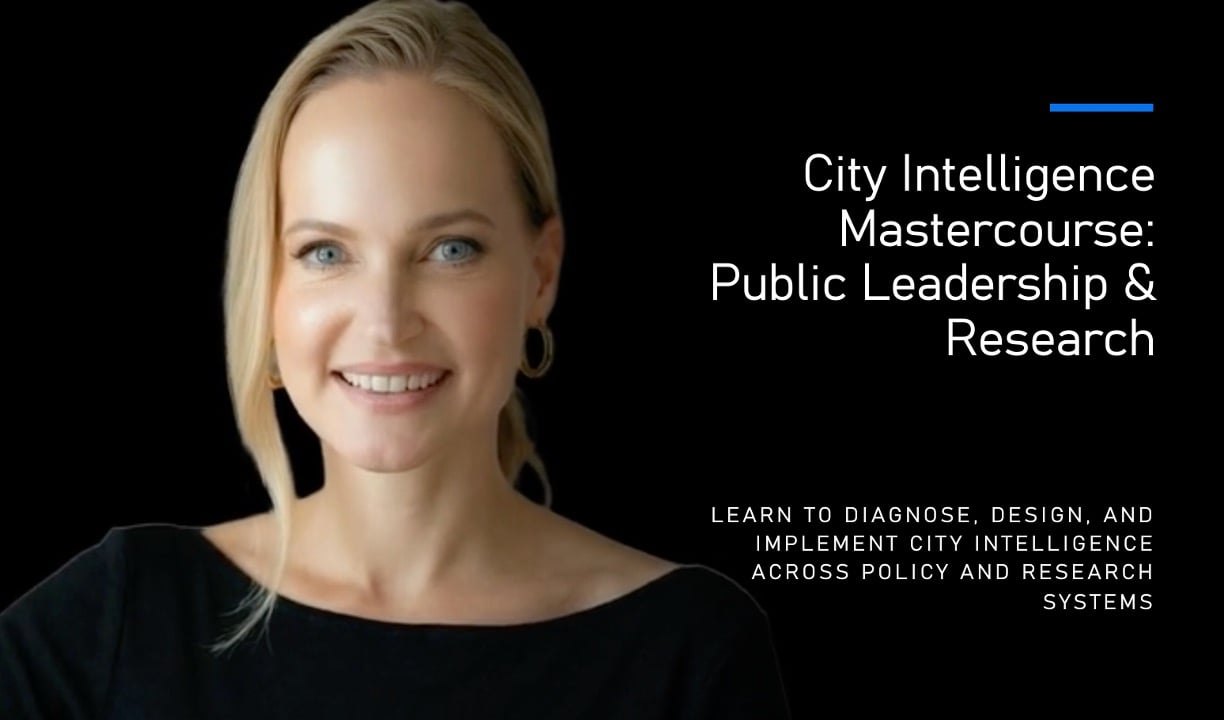 City Intelligence
Mastercourse:
Public Leadership &
Research
LEARN TO DIAGNOSE, DESIGN, AND
IMPLEMENT CITY INTELLIGENCE
ACROSS POLICY AND RESEARCH
SYSTEMS